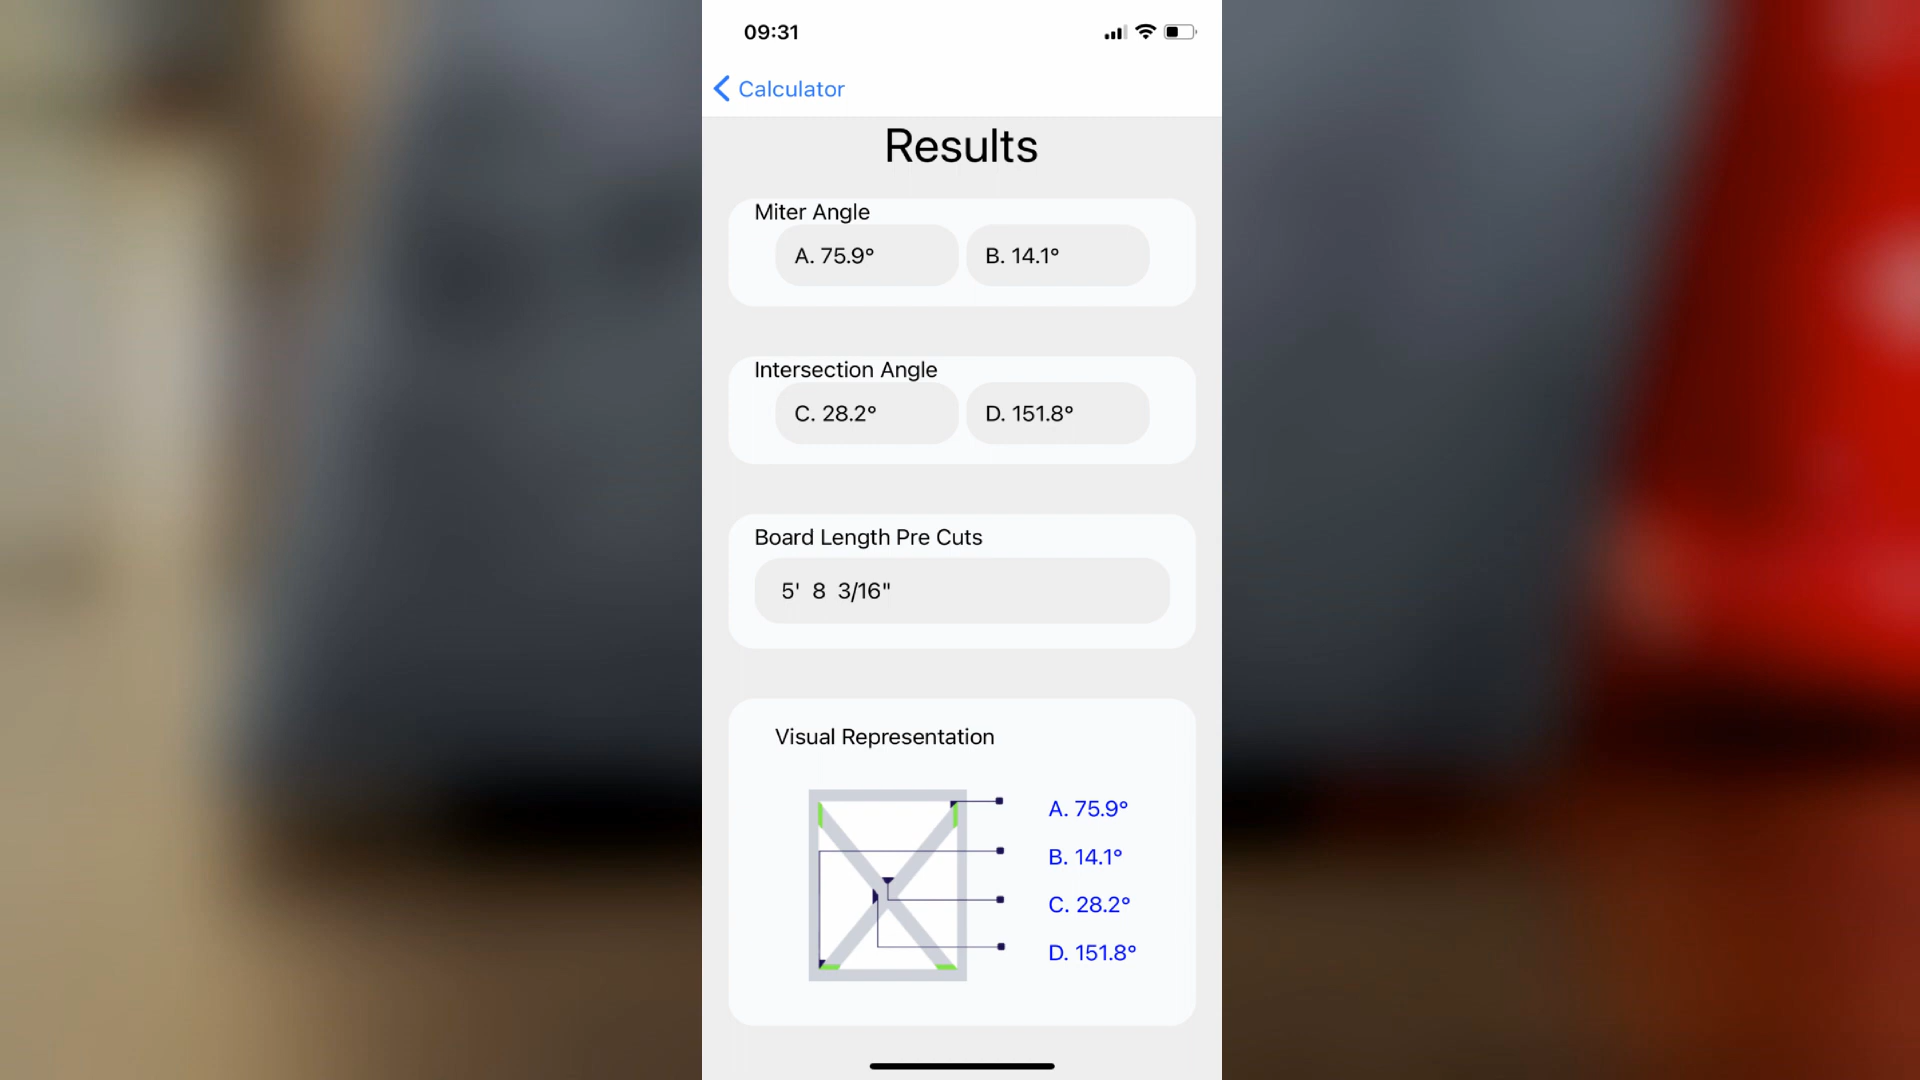 09:31
Calculator
Results
Miter Angle
A. 75.9° B. 14.1°
Intersection Angle
C. 28.2° D. 151.8°
Board Length Pre Cuts
5' 8 3/16"
Visual Representation
A. 75.9°
B. 14.1°
C. 28.2°
D. 151.8°